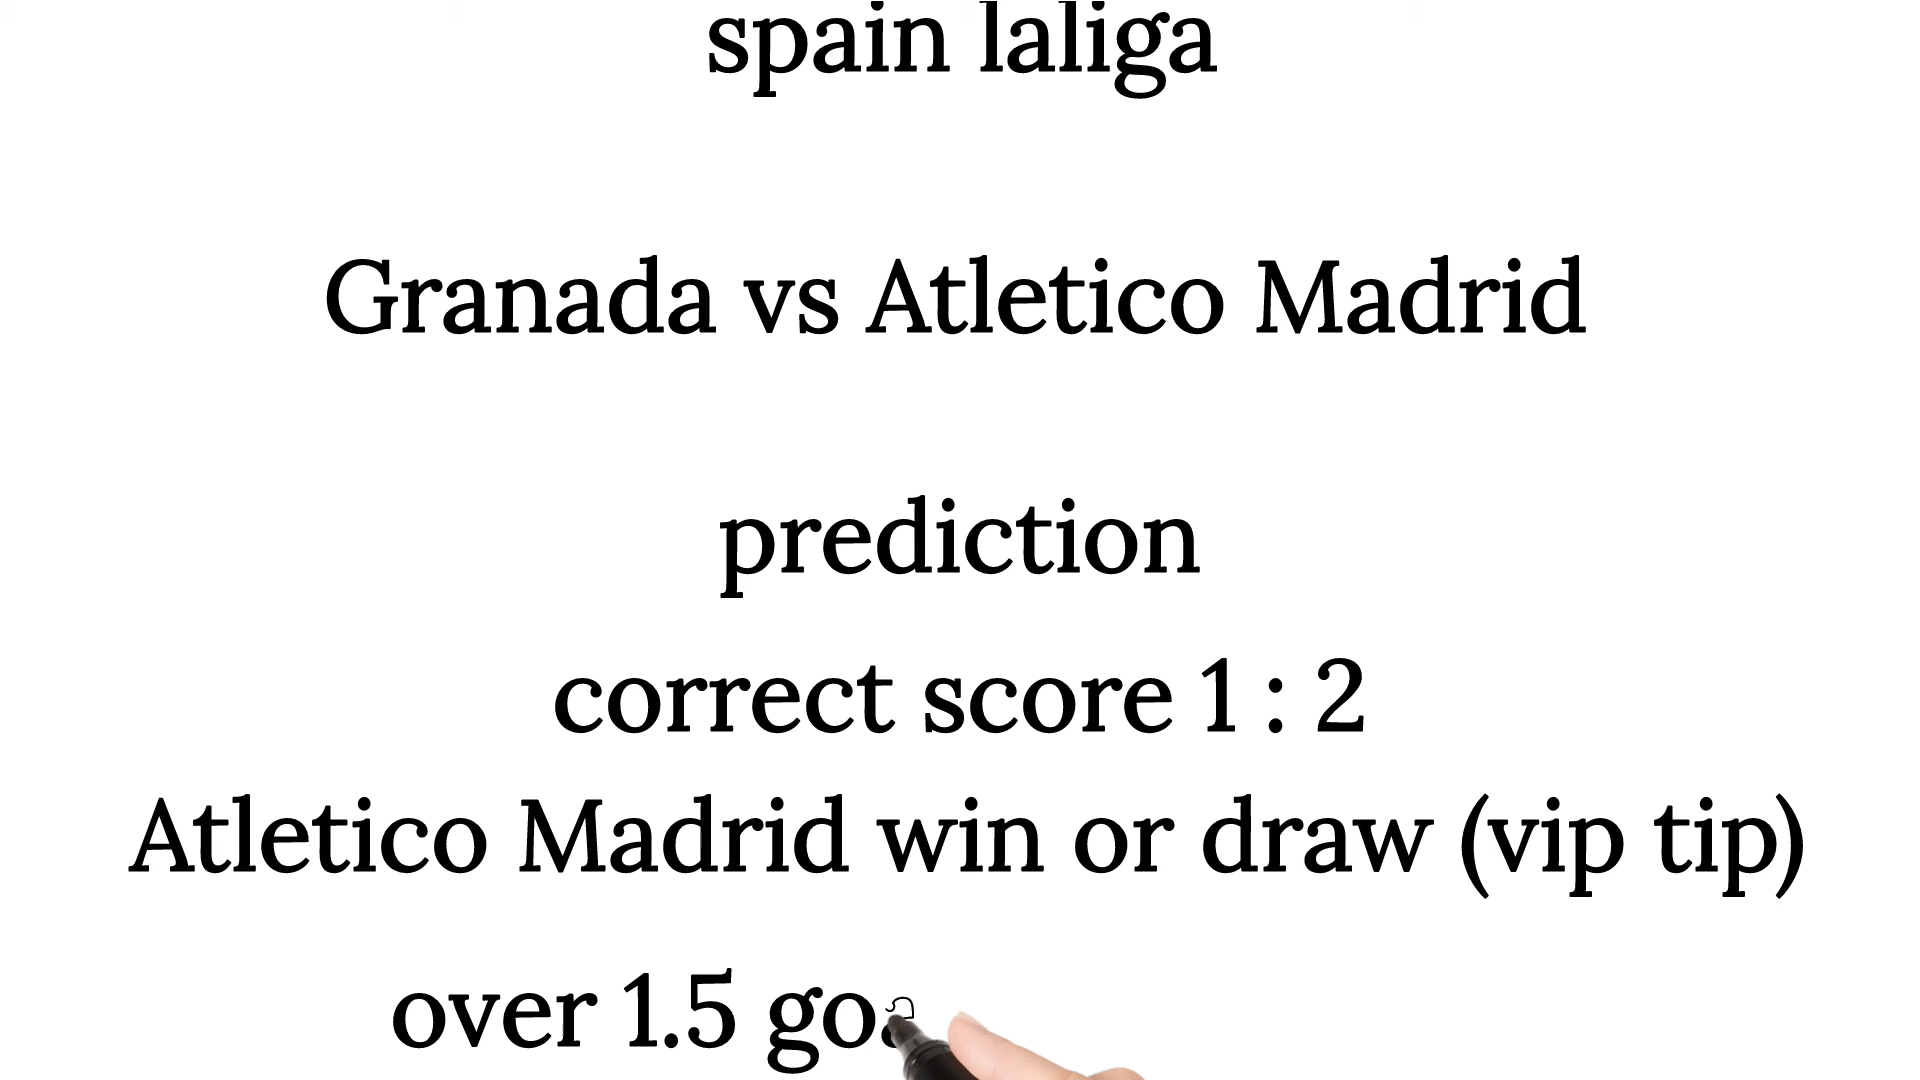 spain laliga
Granada vs Atletico Madrid
prediction
correct score 1 : 2
Atletico Madrid win or draw (vip tip)
over 1.5